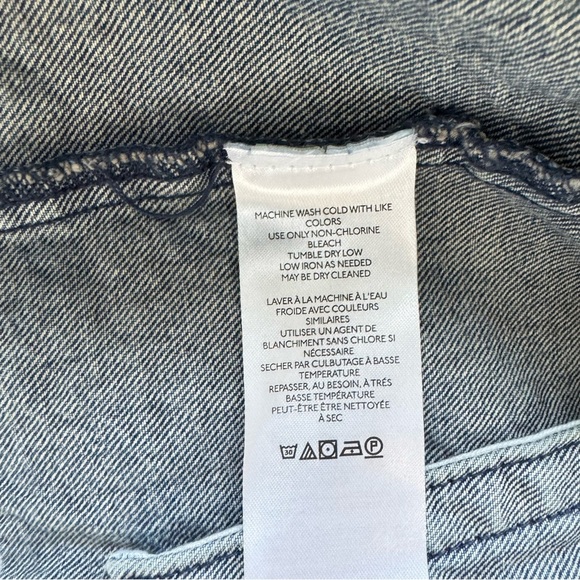 MACHINE WASH COLD WITH LIKE
COLORS
USE ONLY NON-CHLORINE
BLEACH
TUMBLE DRY LOW
LOW IRON AS NEEDED
MAY BE DRY CLEANED
LAVER À LA MACHINE À L'EAU
FROIDE AVEC COULEURS
SIMILAIRES
UTILISER UN AGENT DE
BLANCHIMENT SANS CHLORE SI
NÉCESSAIRE
SECHER PAR CULBUTAGE À BASSE
TEMPERATURE
REPASSER, AU BESOIN, À TRÉS
BASSE TEMPÉRATURE
PEUT-ÊTRE ÊTRE NETTOYÉE
À SEC
30 P